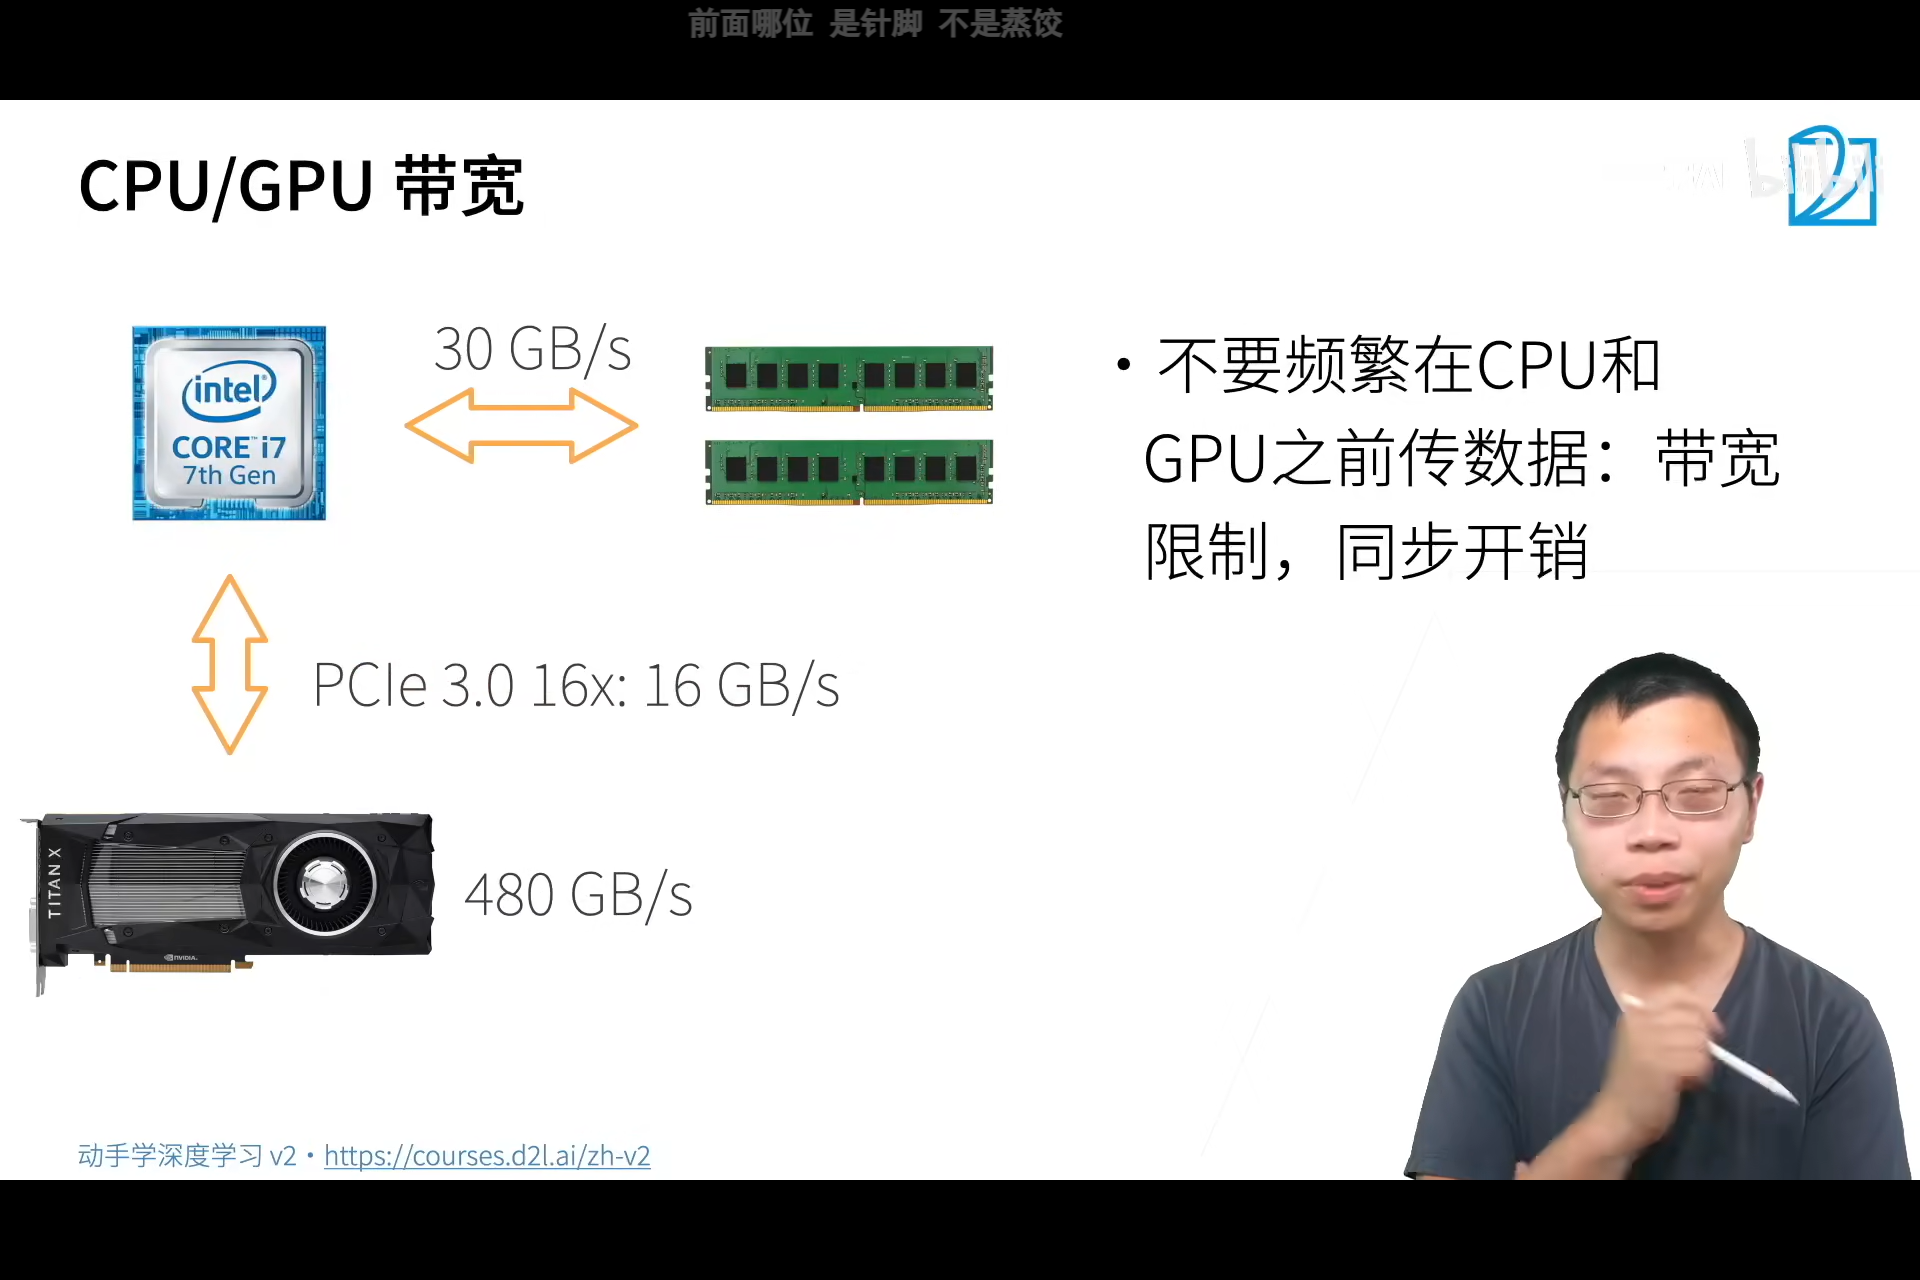 前面哪位 是针脚 不是蒸饺
CPU/GPU 带宽
bilibili
intel®
CORE™ i7
7th Gen
30 GB/s
• 不要频繁在CPU和
GPU之前传数据：带宽
限制，同步开销
PCIe 3.0 16x: 16 GB/s
TITAN X
NVIDIA.
480 GB/s
动手学深度学习 v2 • https://courses.d2l.ai/zh-v2